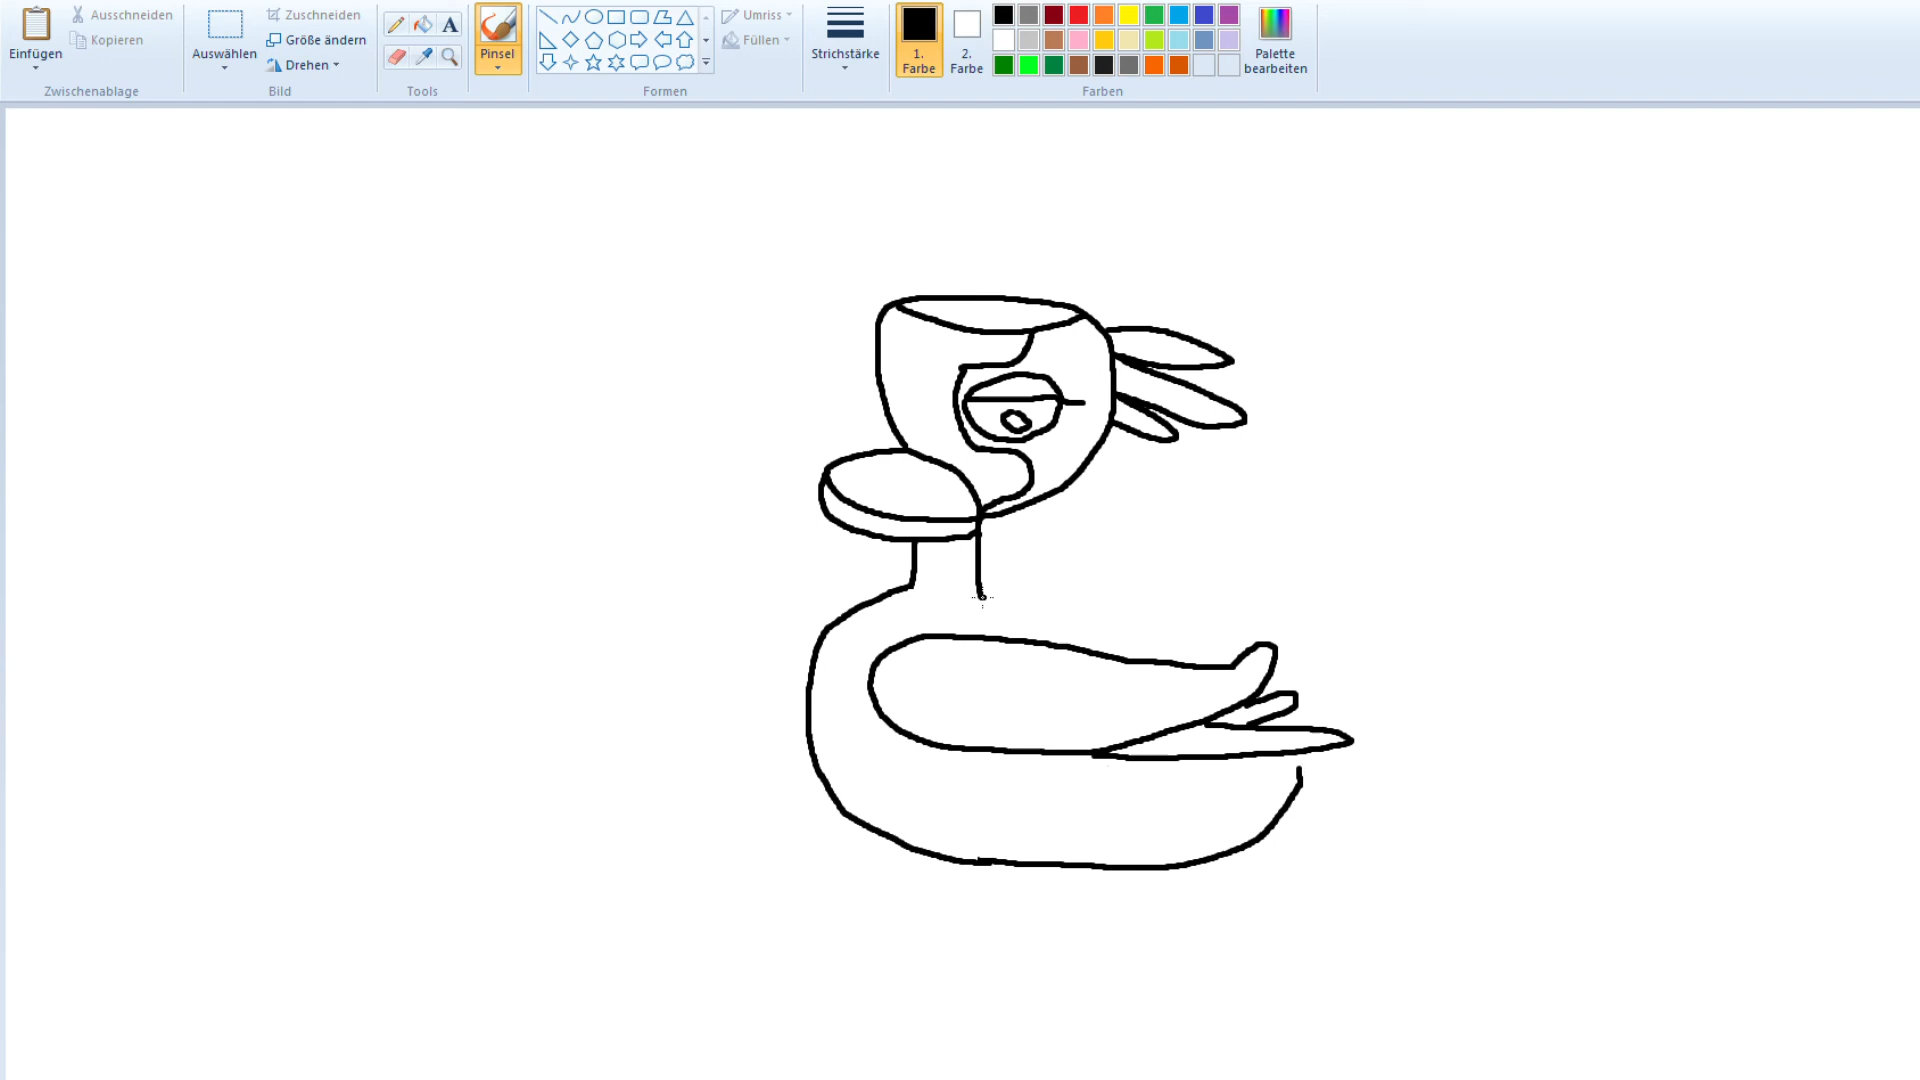 Einfügen
Ausschneiden
Kopieren
Zwischenablage
Auswählen
Zuschneiden
Größe ändern
Drehen
Bild
A
Tools
Pinsel
Formen
Umriss
Füllen
Strichstärke
1.
Farbe
2.
Farbe
Palette
bearbeiten
Farben